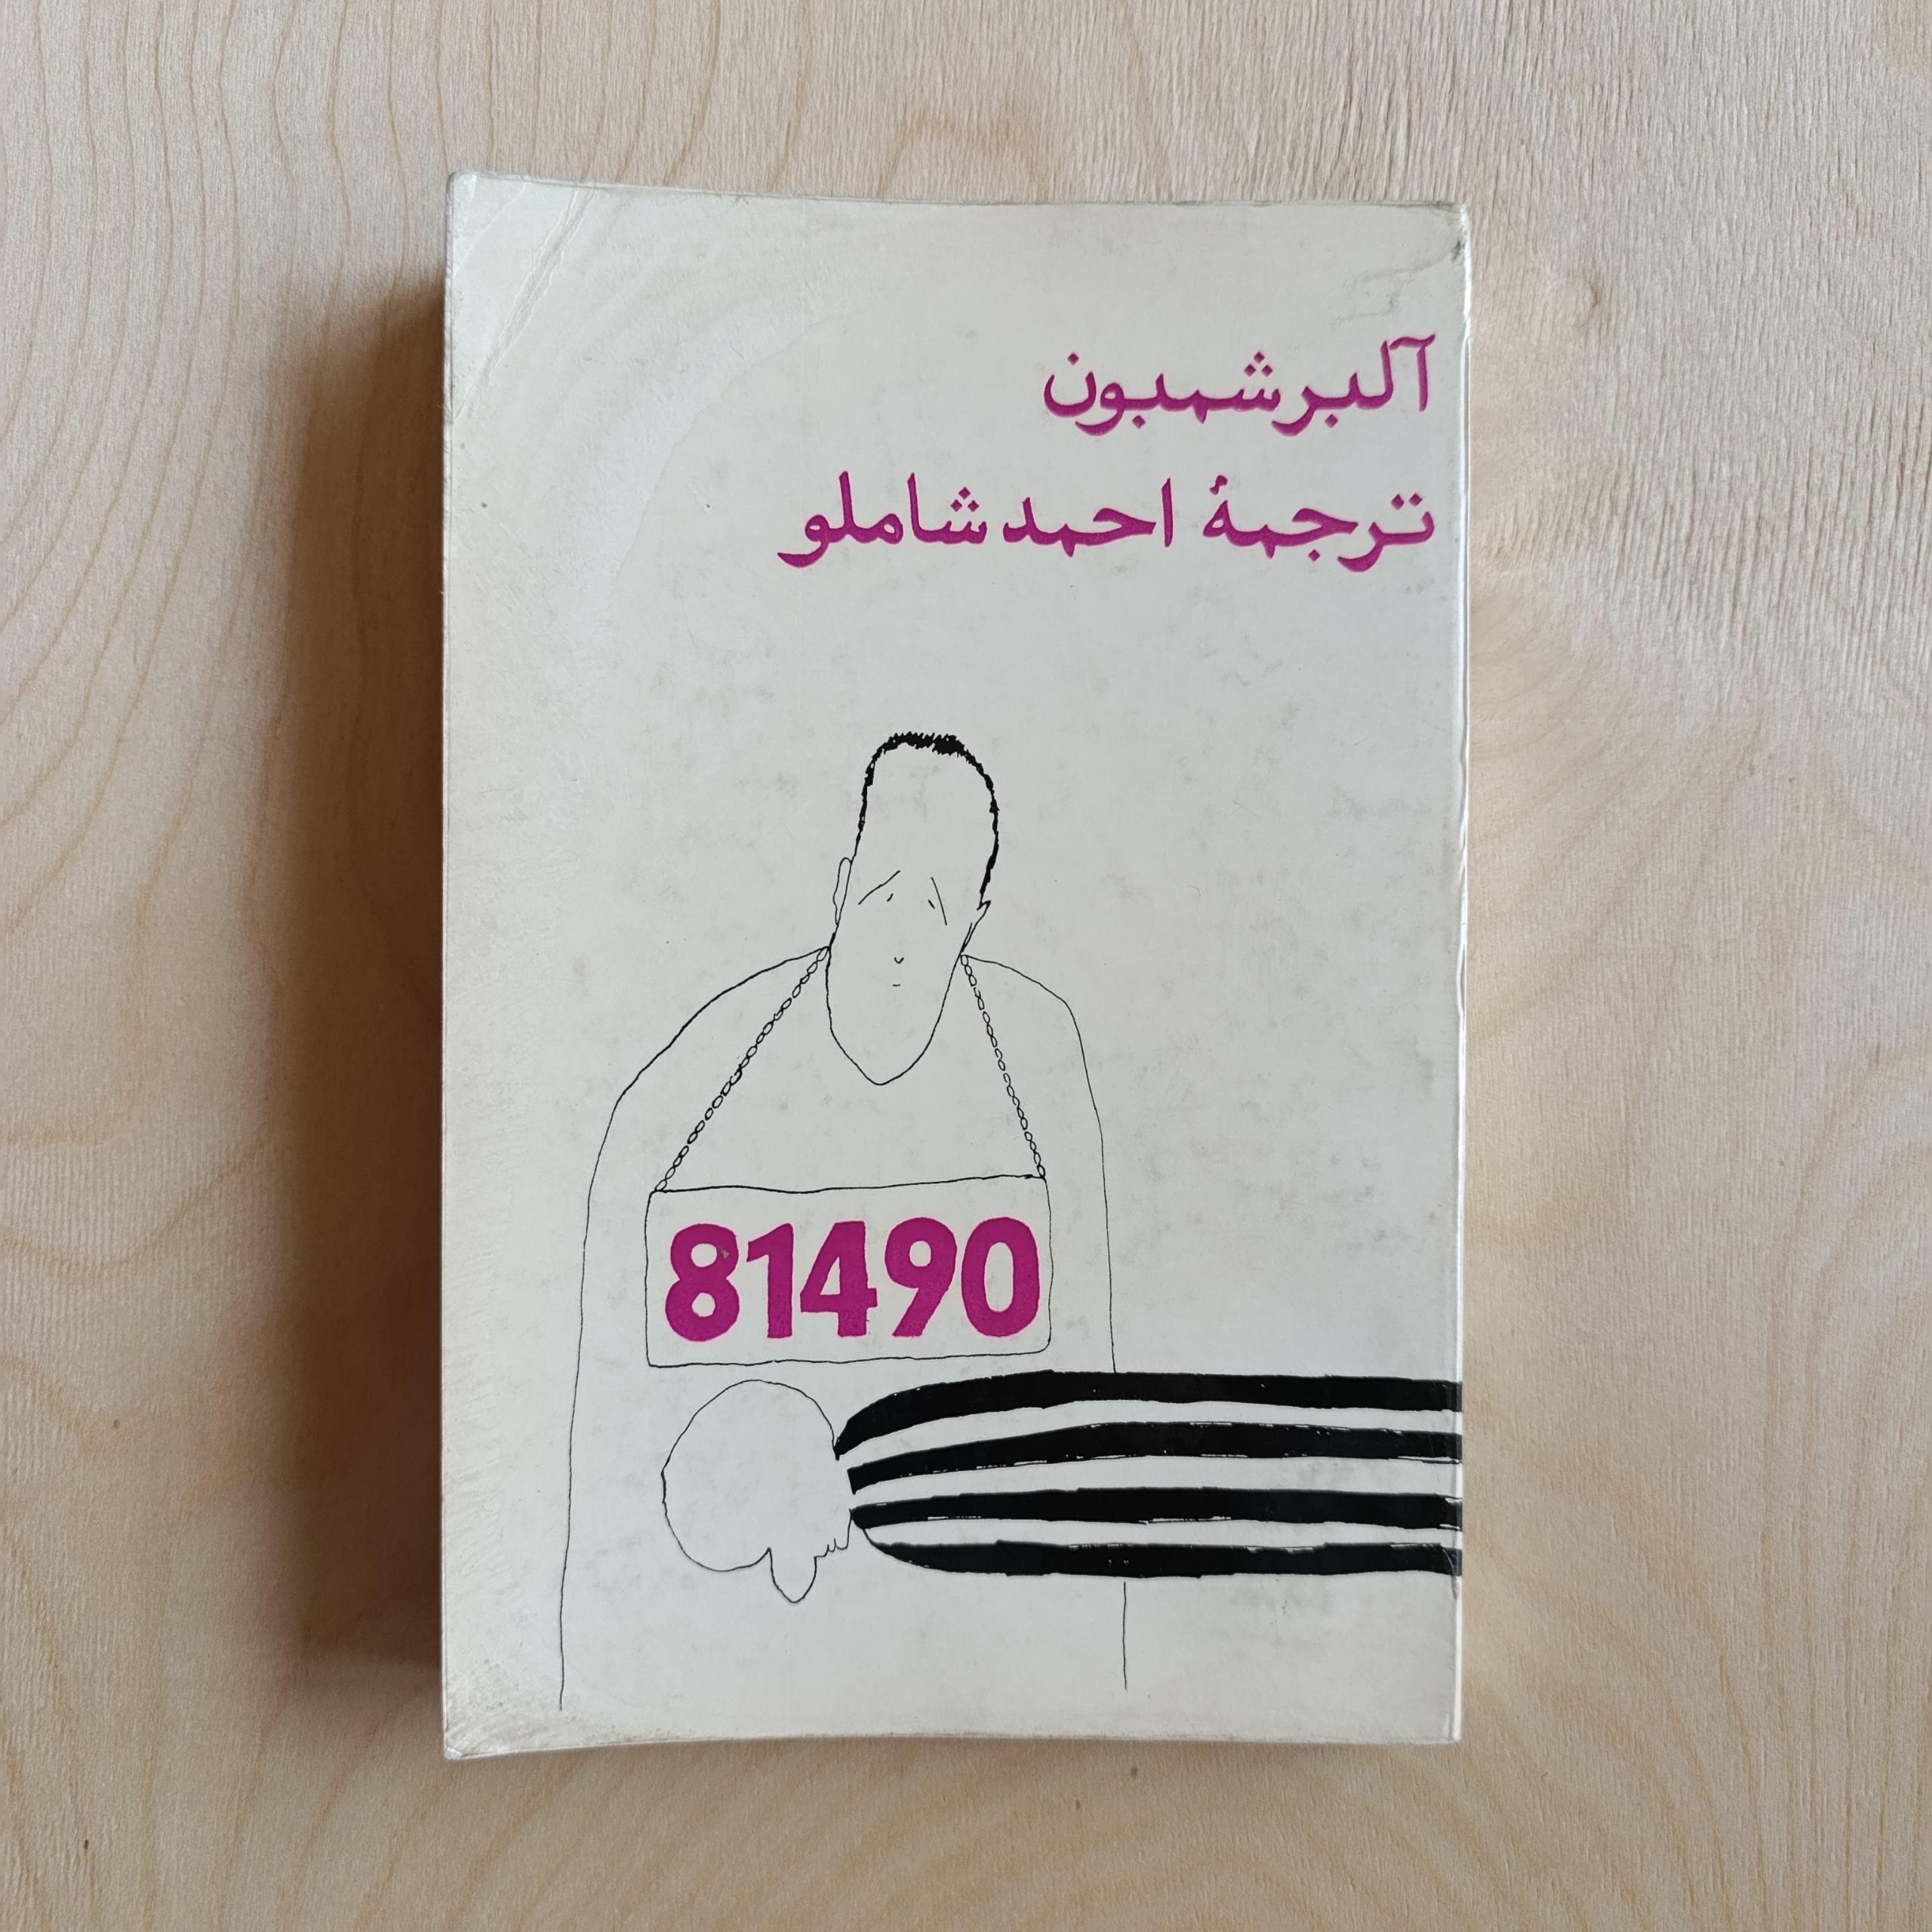 آلبر شمبون
ترجمهٔ احمد شاملو
81490